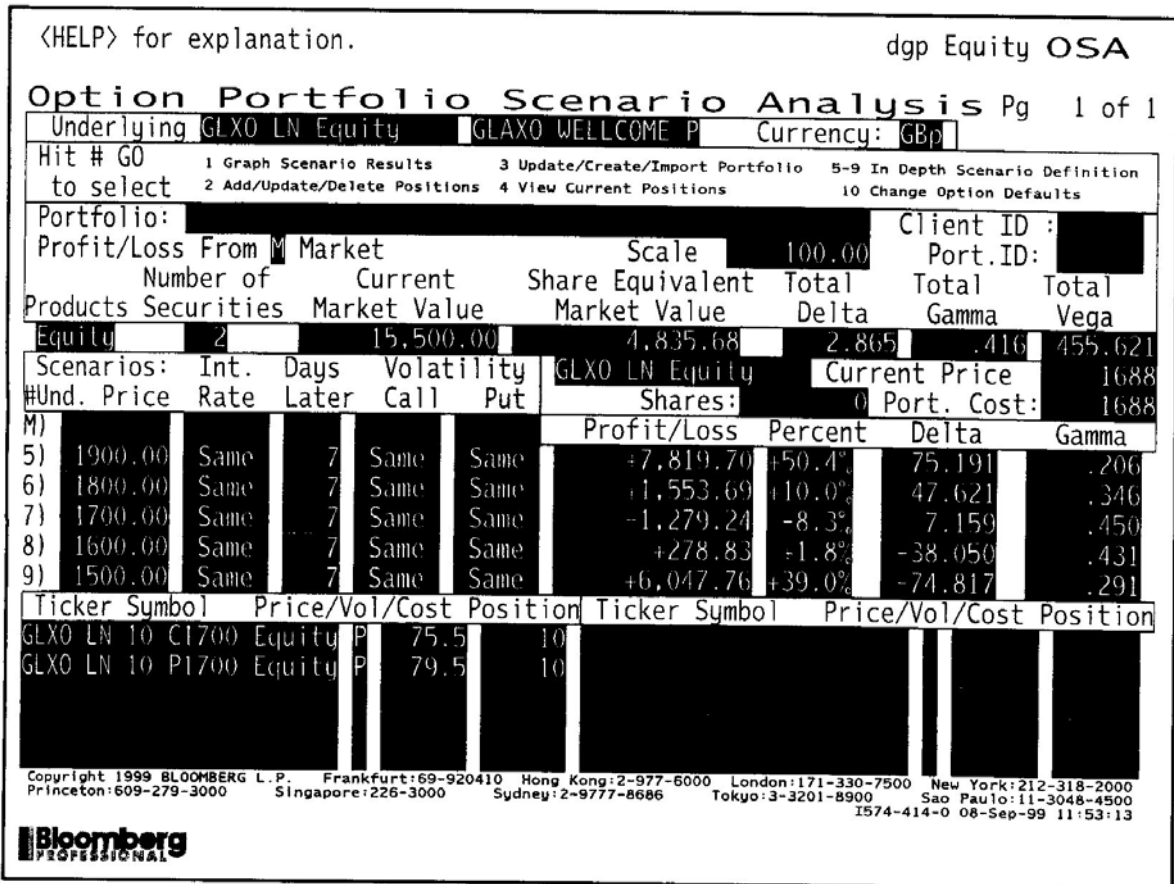 <HELP> for explanation. dgp Equity OSA
Option Portfolio Scenario Analysis Pg 1 of 1
Underlying GLXO LN Equity GLAXO WELLCOME P Currency: GBp
Hit # GO 1 Graph Scenario Results 3 Update/Create/Import Portfolio 5-9 In Depth Scenario Definition
to select 2 Add/Update/Delete Positions 4 View Current Positions 10 Change Option Defaults
Portfolio: Client ID :
Profit/Loss From M Market Scale 100.00 Port.ID:
Number of Current Share Equivalent Total Total Total
Products Securities Market Value Market Value Delta Gamma Vega
Equity 2 15,500.00 4,835.68 2.865 .416 455.621
Scenarios: Int. Days Volatility GLXO LN Equity Current Price 1688
#Und. Price Rate Later Call Put Shares: 0 Port. Cost: 1688
M) Profit/Loss Percent Delta Gamma
5) 1900.00 Same 7 Same Same +7,819.70 +50.4% 75.191 .206
6) 1800.00 Same 7 Same Same +1,553.69 +10.0% 47.621 .346
7) 1700.00 Same 7 Same Same -1,279.24 -8.3% 7.159 .450
8) 1600.00 Same 7 Same Same +278.83 +1.8% -38.050 .431
9) 1500.00 Same 7 Same Same +6,047.76 +39.0% -74.817 .291
Ticker Symbol Price/Vol/Cost Position Ticker Symbol Price/Vol/Cost Position
GLXO LN 10 C1700 Equity P 75.5 10
GLXO LN 10 P1700 Equity P 79.5 10
Copyright 1999 BLOOMBERG L.P. Frankfurt:69-920410 Hong Kong:2-977-6000 London:171-330-7500 New York:212-318-2000
Princeton:609-279-3000 Singapore:226-3000 Sydney:2-9777-8686 Tokyo:3-3201-8900 Sao Paulo:11-3048-4500
I574-414-0 08-Sep-99 11:53:13
Bloomberg
PROFESSIONAL